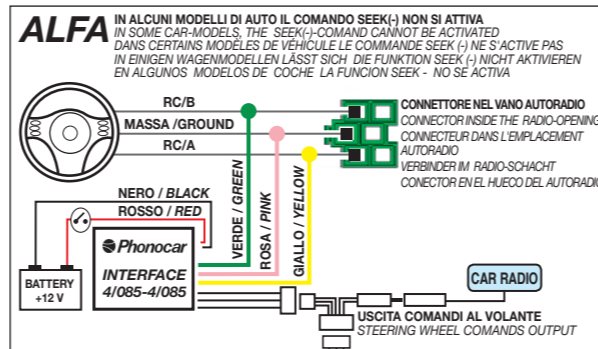 ALFA
IN ALCUNI MODELLI DI AUTO IL COMANDO SEEK(-) NON SI ATTIVA
IN SOME CAR-MODELS, THE SEEK(-)-COMAND CANNOT BE ACTIVATED
DANS CERTAINS MODÈLES DE VÉHICULE LE COMMANDE SEEK (-) NE S'ACTIVE PAS
IN EINIGEN WAGENMODELLEN LÄSST SICH DIE FUNKTION SEEK (-) NICHT AKTIVIEREN
EN ALGUNOS MODELOS DE COCHE LA FUNCION SEEK - NO SE ACTIVA
RC/B
MASSA /GROUND
RC/A
CONNETTORE NEL VANO AUTORADIO
CONNECTOR INSIDE THE RADIO-OPENING
CONNECTEUR DANS L'EMPLACEMENT
AUTORADIO
VERBINDER IM RADIO-SCHACHT
CONECTOR EN EL HUECO DEL AUTORADIO
NERO / BLACK
ROSSO / RED
VERDE / GREEN
ROSA / PINK
GIALLO / YELLOW
Phonocar
INTERFACE
4/085-4/085
BATTERY
+12 V
CAR RADIO
USCITA COMANDI AL VOLANTE
STEERING WHEEL COMANDS OUTPUT